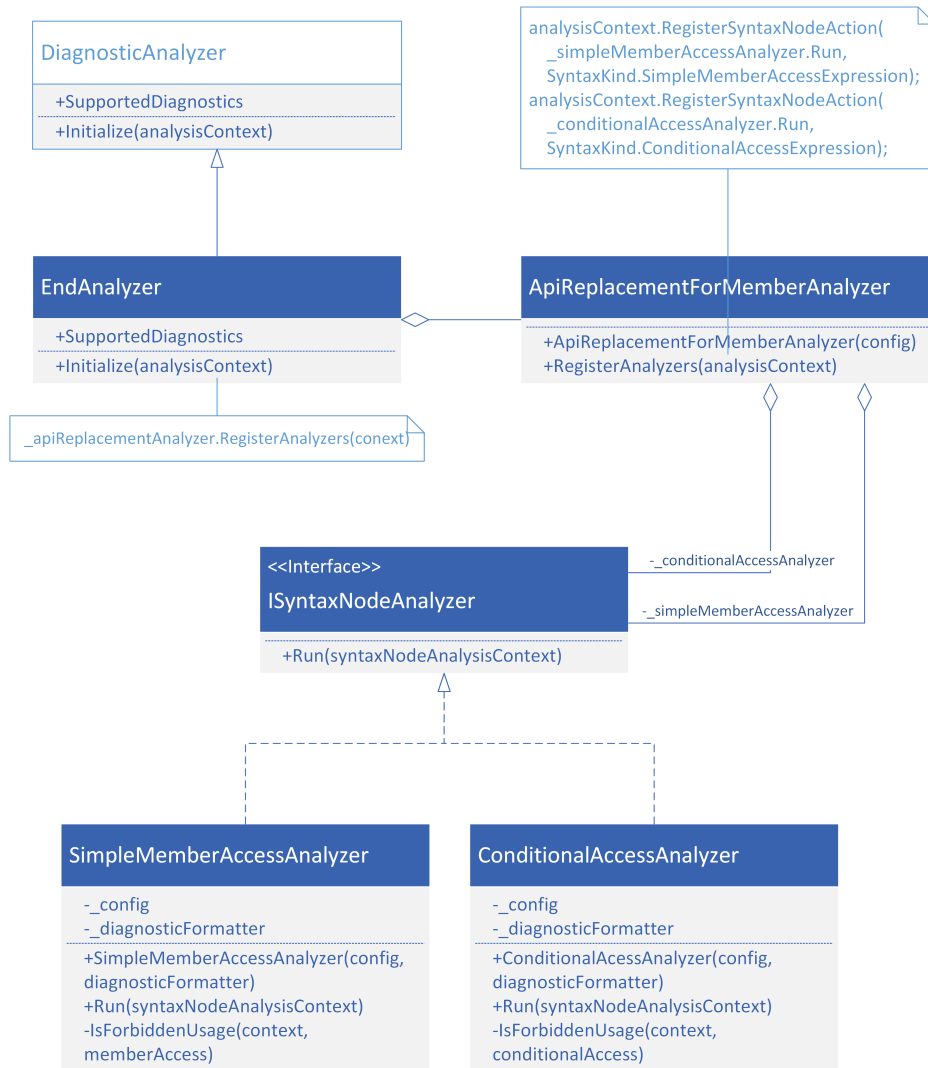 DiagnosticAnalyzer
+SupportedDiagnostics
+Initialize(analysisContext)
analysisContext.RegisterSyntaxNodeAction(
_simpleMemberAccessAnalyzer.Run,
SyntaxKind.SimpleMemberAccessExpression);
analysisContext.RegisterSyntaxNodeAction(
_conditionalAccessAnalyzer.Run,
SyntaxKind.ConditionalAccessExpression);
EndAnalyzer
+SupportedDiagnostics
+Initialize(analysisContext)
_apiReplacementAnalyzer.RegisterAnalyzers(conext)
ApiReplacementForMemberAnalyzer
+ApiReplacementForMemberAnalyzer(config)
+RegisterAnalyzers(analysisContext)
-_conditionalAccessAnalyzer
-_simpleMemberAccessAnalyzer
<<Interface>>
ISyntaxNodeAnalyzer
+Run(syntaxNodeAnalysisContext)
SimpleMemberAccessAnalyzer
-_config
-_diagnosticFormatter
+SimpleMemberAccessAnalyzer(config,
diagnosticFormatter)
+Run(syntaxNodeAnalysisContext)
-IsForbiddenUsage(context,
memberAccess)
ConditionalAccessAnalyzer
-_config
-_diagnosticFormatter
+ConditionalAcessAnalyzer(config,
diagnosticFormatter)
+Run(syntaxNodeAnalysisContext)
-IsForbiddenUsage(context,
conditionalAccess)